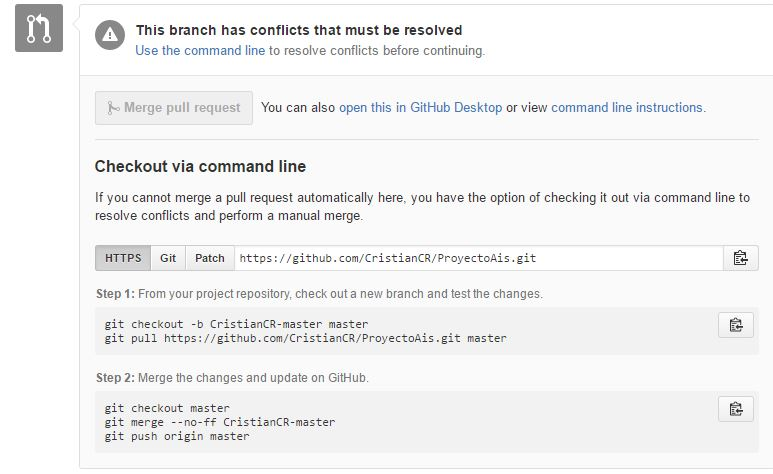 This branch has conflicts that must be resolved
Use the command line to resolve conflicts before continuing.
Merge pull request You can also open this in GitHub Desktop or view command line instructions.
Checkout via command line
If you cannot merge a pull request automatically here, you have the option of checking it out via command line to
resolve conflicts and perform a manual merge.
HTTPS Git Patch https://github.com/CristianCR/ProyectoAis.git
Step 1: From your project repository, check out a new branch and test the changes.
git checkout -b CristianCR-master master
git pull https://github.com/CristianCR/ProyectoAis.git master
Step 2: Merge the changes and update on GitHub.
git checkout master
git merge --no-ff CristianCR-master
git push origin master